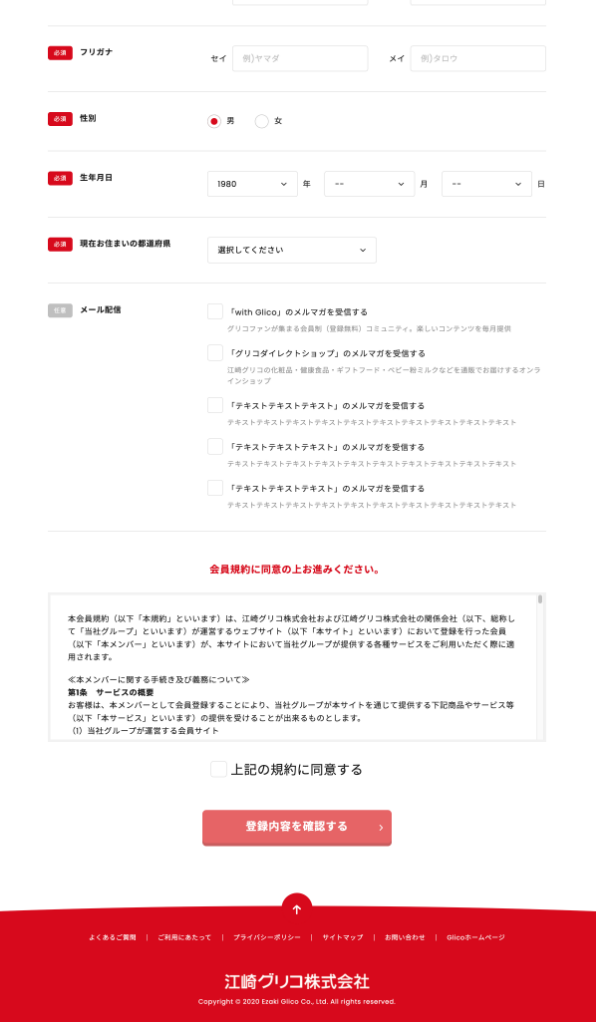 必須 フリガナ セイ 例)ヤマダ メイ 例)タロウ
必須 性別 男 女
必須 生年月日 1980 年 -- 月 -- 日
必須 現在お住まいの都道府県 選択してください
任意 メール配信 「with Glico」のメルマガを受信する
グリコファンが集まる会員制（登録無料）コミュニティ。楽しいコンテンツを毎月提供
「グリコダイレクトショップ」のメルマガを受信する
江崎グリコの化粧品・健康食品・ギフトフード・ベビー粉ミルクなどを通販でお届けするオンラ
インショップ
「テキストテキストテキスト」のメルマガを受信する
テキストテキストテキストテキストテキストテキストテキストテキストテキストテキスト
「テキストテキストテキスト」のメルマガを受信する
テキストテキストテキストテキストテキストテキストテキストテキストテキストテキスト
「テキストテキストテキスト」のメルマガを受信する
テキストテキストテキストテキストテキストテキストテキストテキストテキストテキスト
会員規約に同意の上お進みください。
本会員規約（以下「本規約」といいます）は、江崎グリコ株式会社および江崎グリコ株式会社の関係会社（以下、総称し
て「当社グループ」といいます）が運営するウェブサイト（以下「本サイト」といいます）において登録を行った会員
（以下「本メンバー」といいます）が、本サイトにおいて当社グループが提供する各種サービスをご利用いただく際に適
用されます。
≪本メンバーに関する手続き及び義務について≫
第1条　サービスの概要
お客様は、本メンバーとして会員登録することにより、当社グループが本サイトを通じて提供する下記商品やサービス等
（以下「本サービス」といいます）の提供を受けることが出来るものとします。
（1）当社グループが運営する会員サイト
上記の規約に同意する
登録内容を確認する
よくあるご質問 | ご利用にあたって | プライバシーポリシー | サイトマップ | お問い合わせ | Glicoホームページ
江崎グリコ株式会社
Copyright © 2020 Ezaki Glico Co., Ltd. All rights reserved.